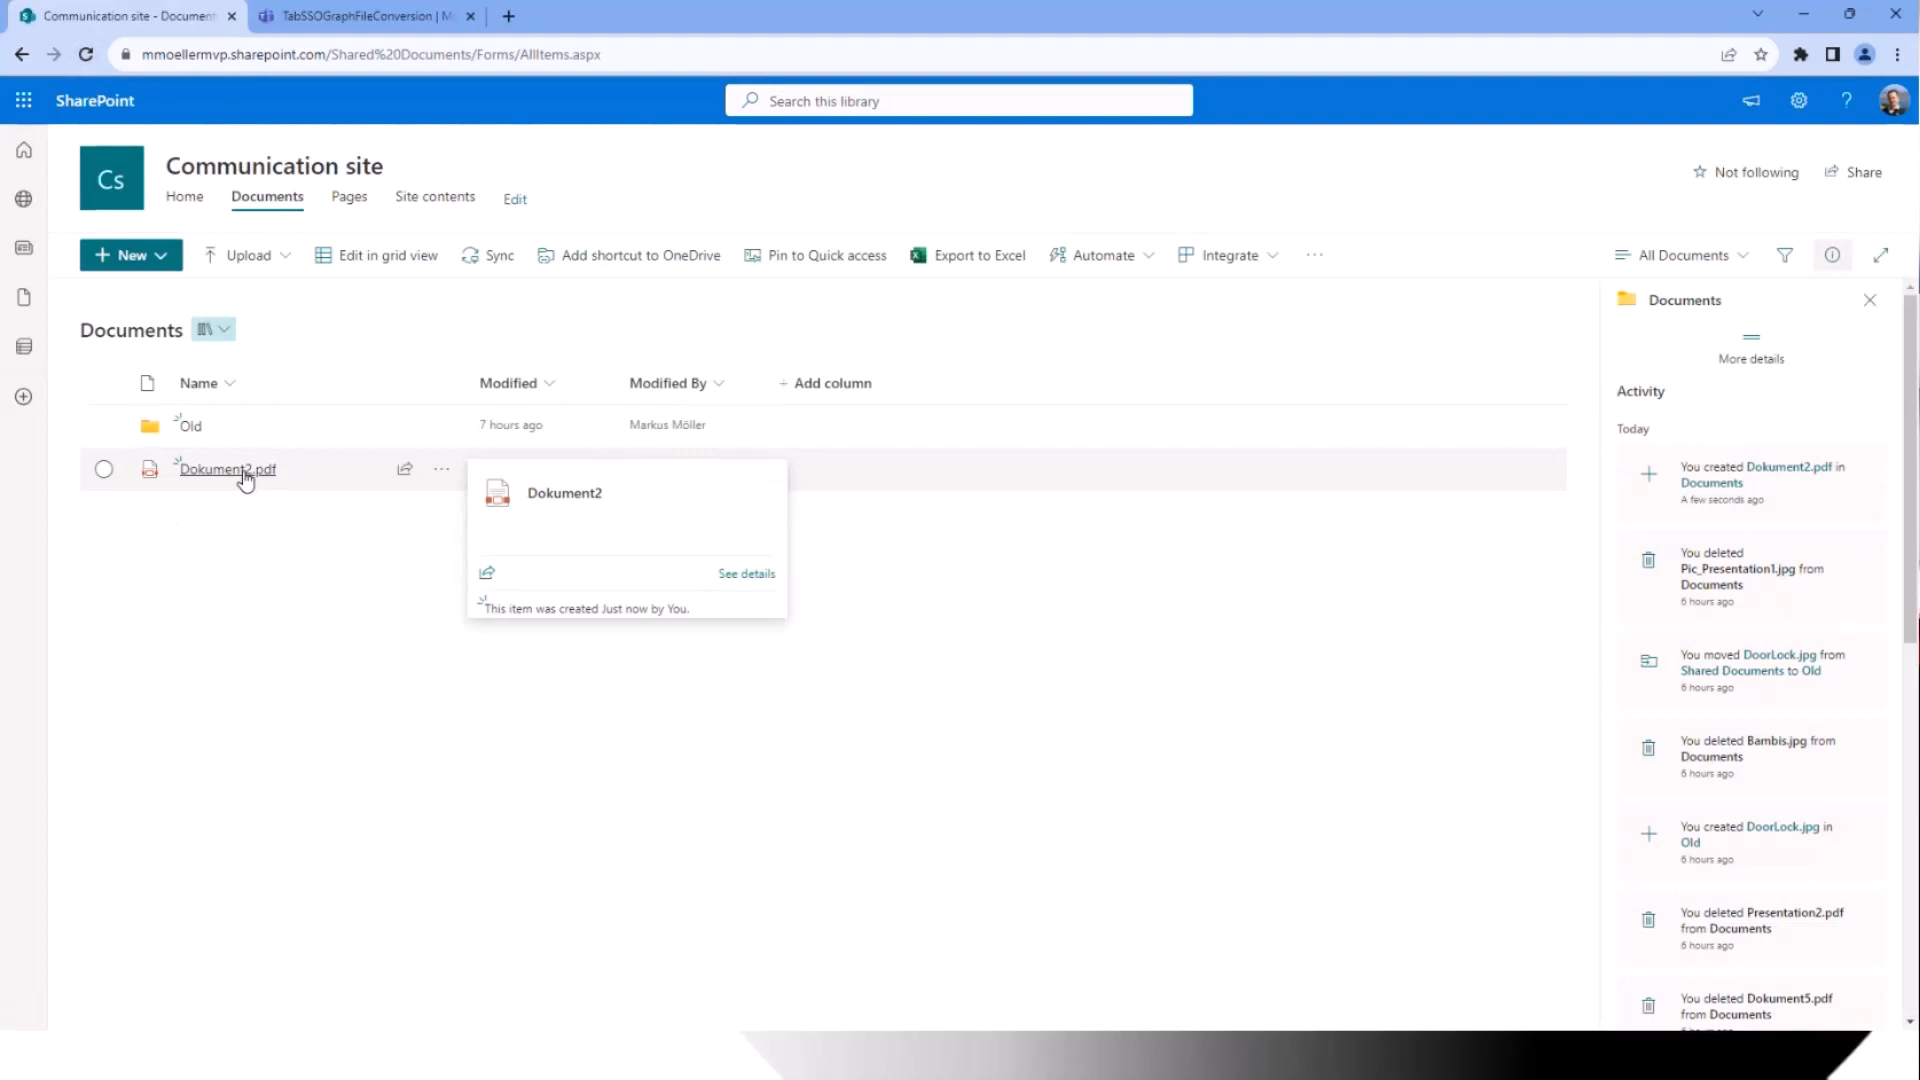 Communication site - Document
TabSSOGraphFileConversion | M
mmoellermvp.sharepoint.com/Shared%20Documents/Forms/AllItems.aspx
SharePoint
Search this library
?
Cs
Communication site
Home
Documents
Pages
Site contents
Edit
Not following
Share
+ New
Upload
Edit in grid view
Sync
Add shortcut to OneDrive
Pin to Quick access
Export to Excel
Automate
Integrate
...
All Documents
Documents
Name
Modified
Modified By
+ Add column
Old
7 hours ago
Markus Möller
Dokument2.pdf
...
Dokument2
See details
This item was created Just now by You.
Documents
More details
Activity
Today
You created Dokument2.pdf in
Documents
A few seconds ago
You deleted
Pic_Presentation1.jpg from
Documents
6 hours ago
You moved DoorLock.jpg from
Shared Documents to Old
6 hours ago
You deleted Bambis.jpg from
Documents
6 hours ago
You created DoorLock.jpg in
Old
6 hours ago
You deleted Presentation2.pdf
from Documents
6 hours ago
You deleted Dokument5.pdf
from Documents